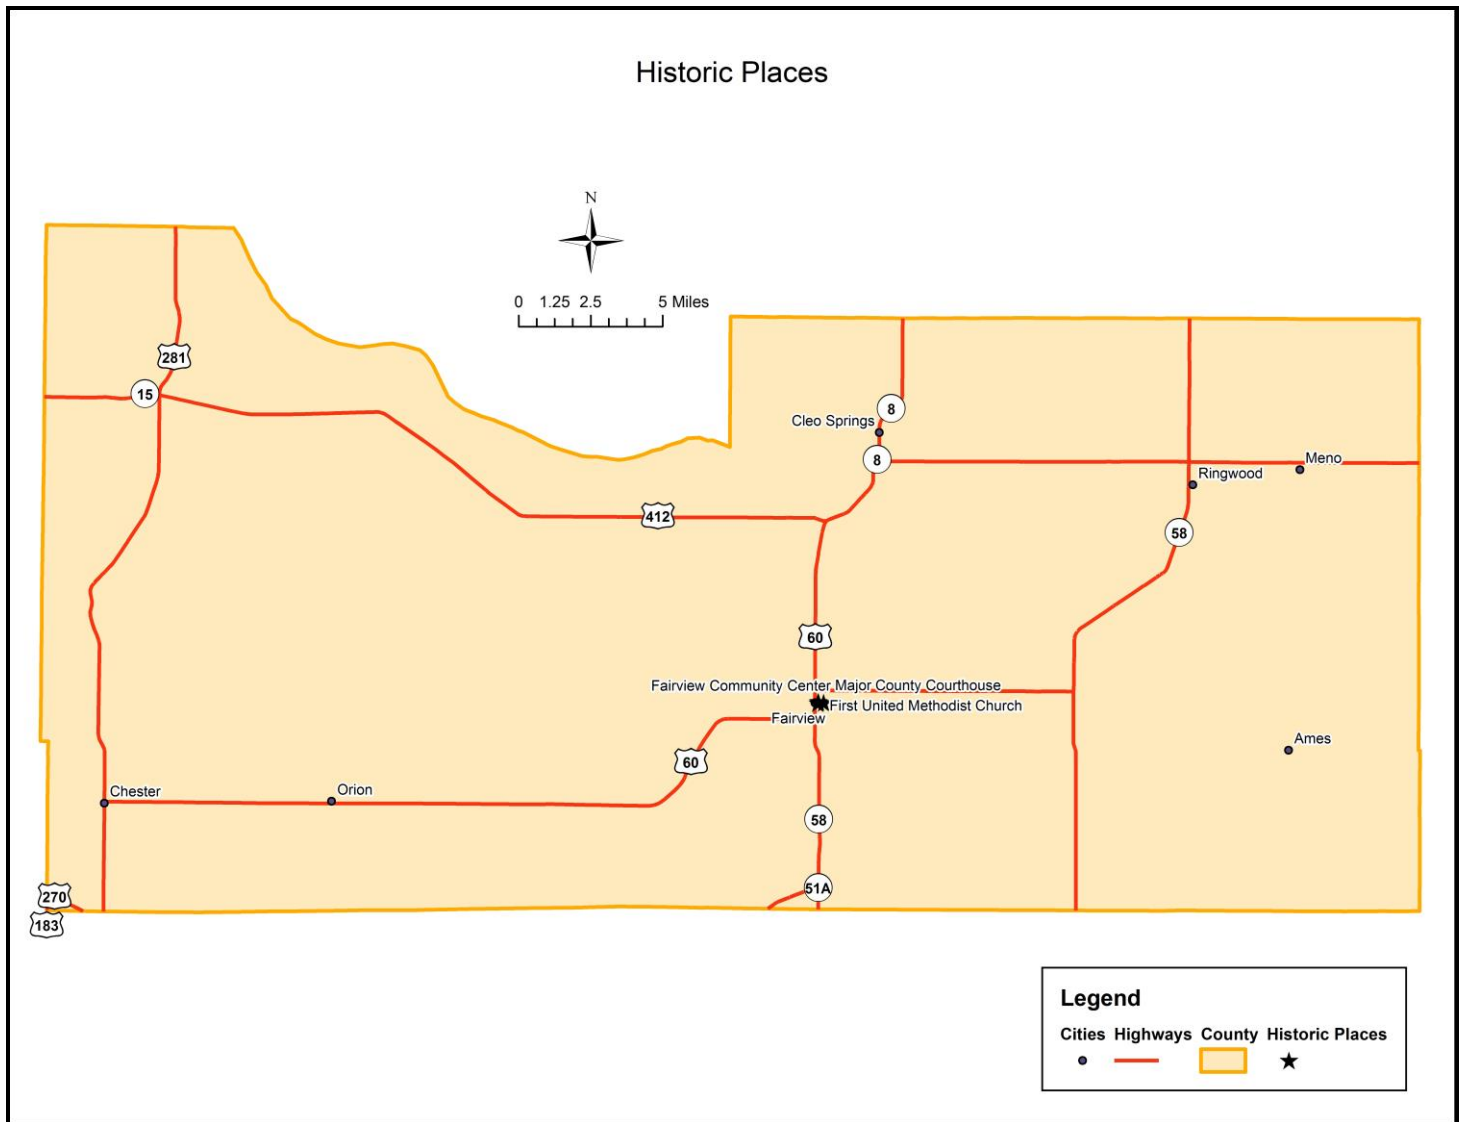 Historic Places
N
0 1.25 2.5 5 Miles
281
15
8
Cleo Springs
8
Meno
Ringwood
412
58
60
Fairview Community Center Major County Courthouse
First United Methodist Church
Fairview
Ames
60
Chester
Orion
58
51A
270
183
Legend
Cities Highways County Historic Places